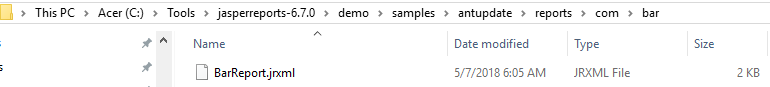 This PC > Acer (C:) > Tools > jasperreports-6.7.0 > demo > samples > antupdate > reports > com > bar
Name Date modified Type Size
BarReport.jrxml 5/7/2018 6:05 AM JRXML File 2 KB